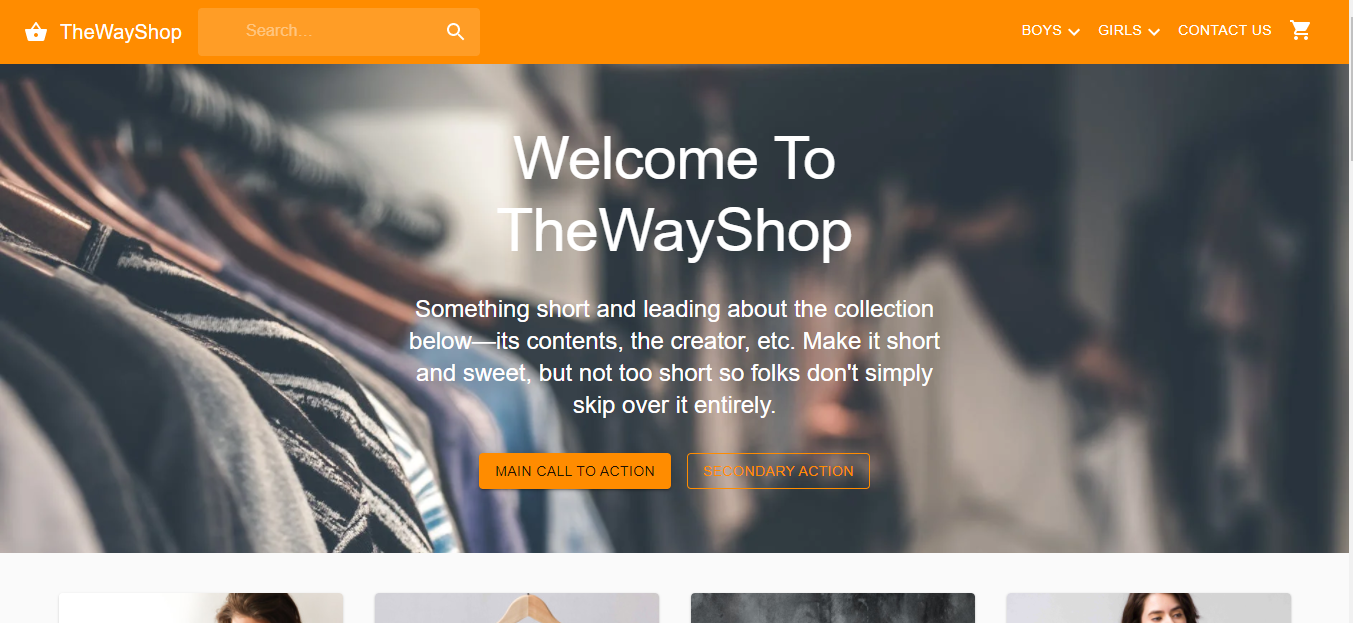 TheWayShop
Search…
BOYS
GIRLS
CONTACT US
Welcome To
TheWayShop
Something short and leading about the collection
below—its contents, the creator, etc. Make it short
and sweet, but not too short so folks don't simply
skip over it entirely.
MAIN CALL TO ACTION
SECONDARY ACTION